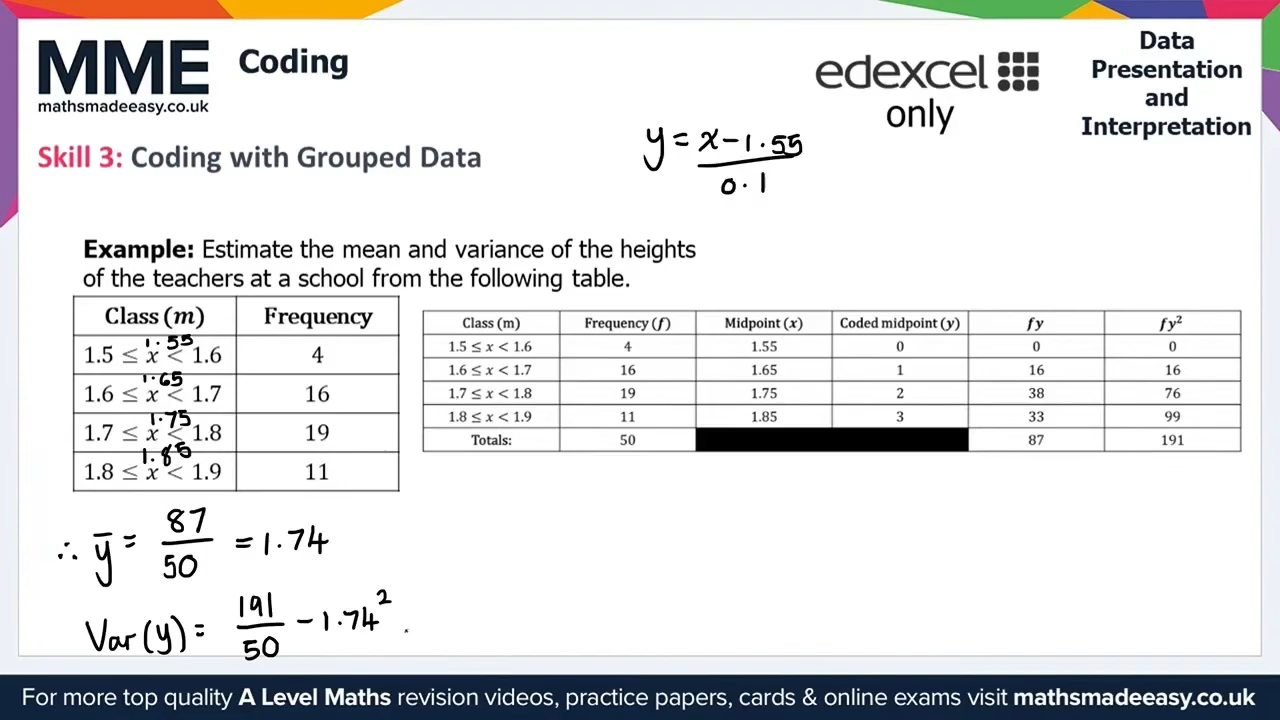 MME
maths​madeeasy.co.uk
Coding
edexcel
only
Data
Presentation
and
Interpretation
Skill 3: Coding with Grouped Data
y = x - 1.55 / 0.1
Example: Estimate the mean and variance of the heights
of the teachers at a school from the following table.
Class (m) Frequency
1.55
1.5 ≤ x < 1.6 4
1.65
1.6 ≤ x < 1.7 16
1.75
1.7 ≤ x < 1.8 19
1.85
1.8 ≤ x < 1.9 11
Class (m) Frequency (f) Midpoint (x) Coded midpoint (y) fy fy²
1.5 ≤ x < 1.6 4 1.55 0 0 0
1.6 ≤ x < 1.7 16 1.65 1 16 16
1.7 ≤ x < 1.8 19 1.75 2 38 76
1.8 ≤ x < 1.9 11 1.85 3 33 99
Totals: 50 87 191
∴ ȳ = 87/50 = 1.74
Var(y) = 191/50 - 1.74²
For more top quality A Level Maths revision videos, practice papers, cards & online exams visit mathsmadeeasy.co.uk